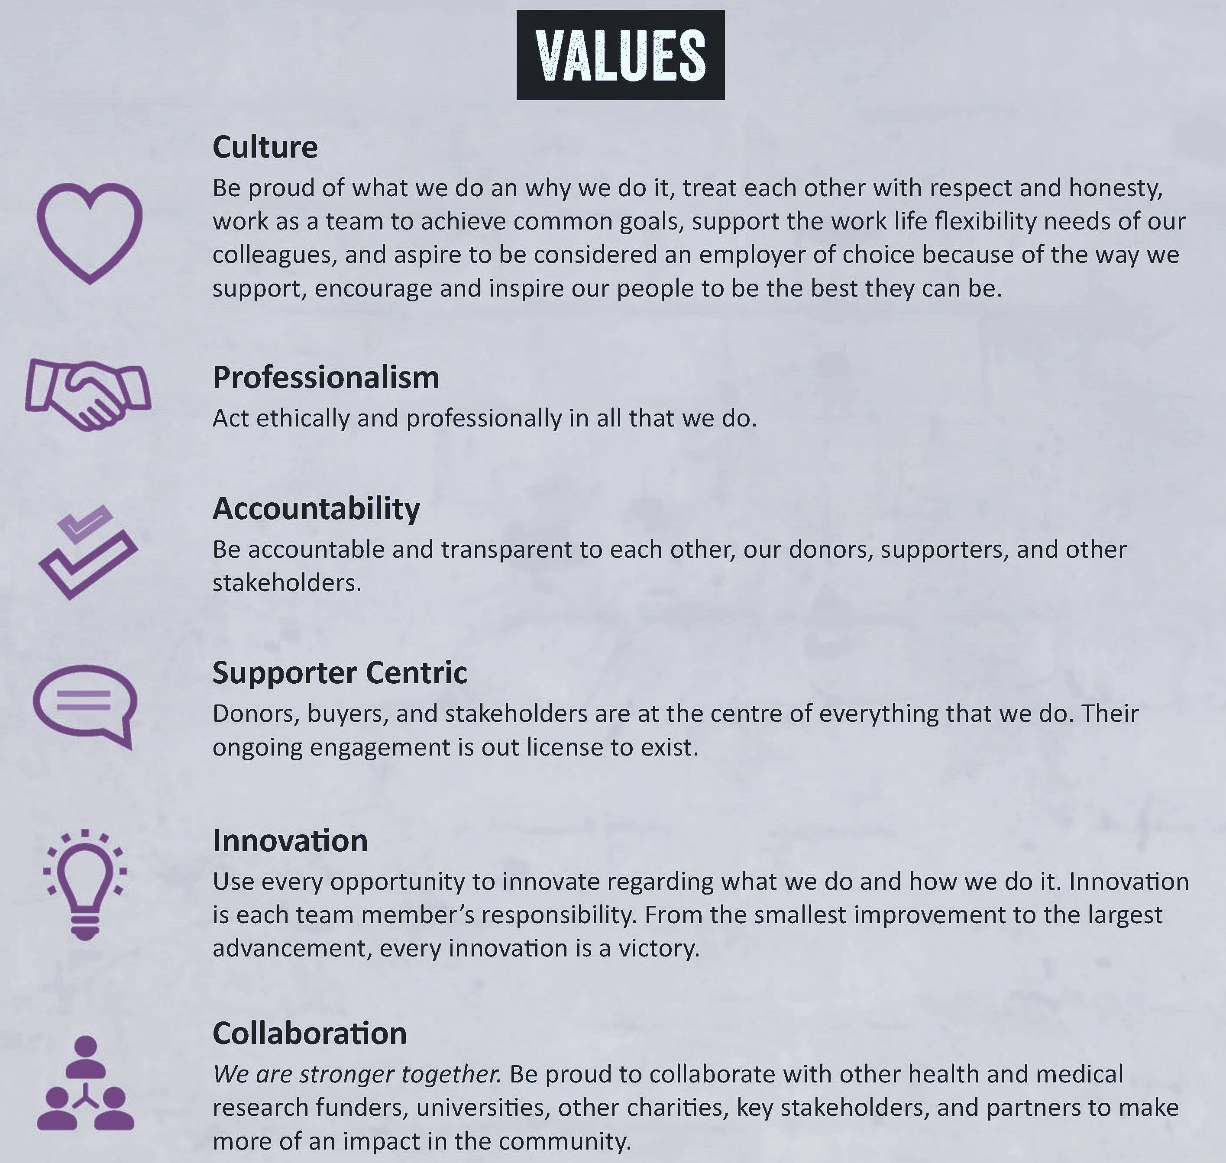 VALUES
Culture
Be proud of what we do an why we do it, treat each other with respect and honesty,
work as a team to achieve common goals, support the work life flexibility needs of our
colleagues, and aspire to be considered an employer of choice because of the way we
support, encourage and inspire our people to be the best they can be.
Professionalism
Act ethically and professionally in all that we do.
Accountability
Be accountable and transparent to each other, our donors, supporters, and other
stakeholders.
Supporter Centric
Donors, buyers, and stakeholders are at the centre of everything that we do. Their
ongoing engagement is out license to exist.
Innovation
Use every opportunity to innovate regarding what we do and how we do it. Innovation
is each team member’s responsibility. From the smallest improvement to the largest
advancement, every innovation is a victory.
Collaboration
We are stronger together. Be proud to collaborate with other health and medical
research funders, universities, other charities, key stakeholders, and partners to make
more of an impact in the community.